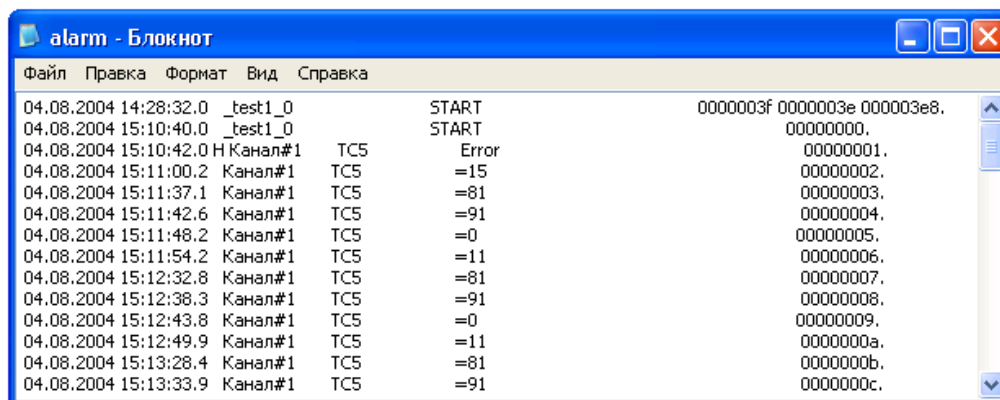 alarm - Блокнот
Файл Правка Формат Вид Справка
04.08.2004 14:28:32.0 _test1_0 START 0000003f 0000003e 000003e8.
04.08.2004 15:10:40.0 _test1_0 START 00000000.
04.08.2004 15:10:42.0 Н Канал#1 TC5 Error 00000001.
04.08.2004 15:11:00.2 Канал#1 TC5 =15 00000002.
04.08.2004 15:11:37.1 Канал#1 TC5 =81 00000003.
04.08.2004 15:11:42.6 Канал#1 TC5 =91 00000004.
04.08.2004 15:11:48.2 Канал#1 TC5 =0 00000005.
04.08.2004 15:11:54.2 Канал#1 TC5 =11 00000006.
04.08.2004 15:12:32.8 Канал#1 TC5 =81 00000007.
04.08.2004 15:12:38.3 Канал#1 TC5 =91 00000008.
04.08.2004 15:12:43.8 Канал#1 TC5 =0 00000009.
04.08.2004 15:12:49.9 Канал#1 TC5 =11 0000000a.
04.08.2004 15:13:28.4 Канал#1 TC5 =81 0000000b.
04.08.2004 15:13:33.9 Канал#1 TC5 =91 0000000c.